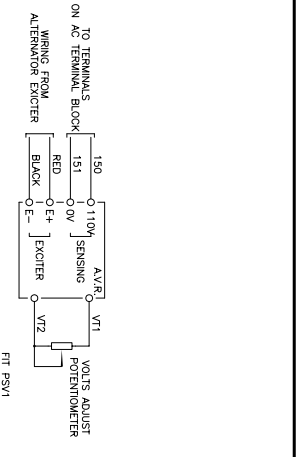 TO TERMINALS
ON AC TERMINAL BLOCK
WIRING FROM
ALTERNATOR EXICTER
150
151
RED
BLACK
110V
0V
E+
E-
SENSING
EXCITER
A.V.R.
VT1
VT2
VOLTS ADJUST
POTENTIOMETER
FIT PSV1